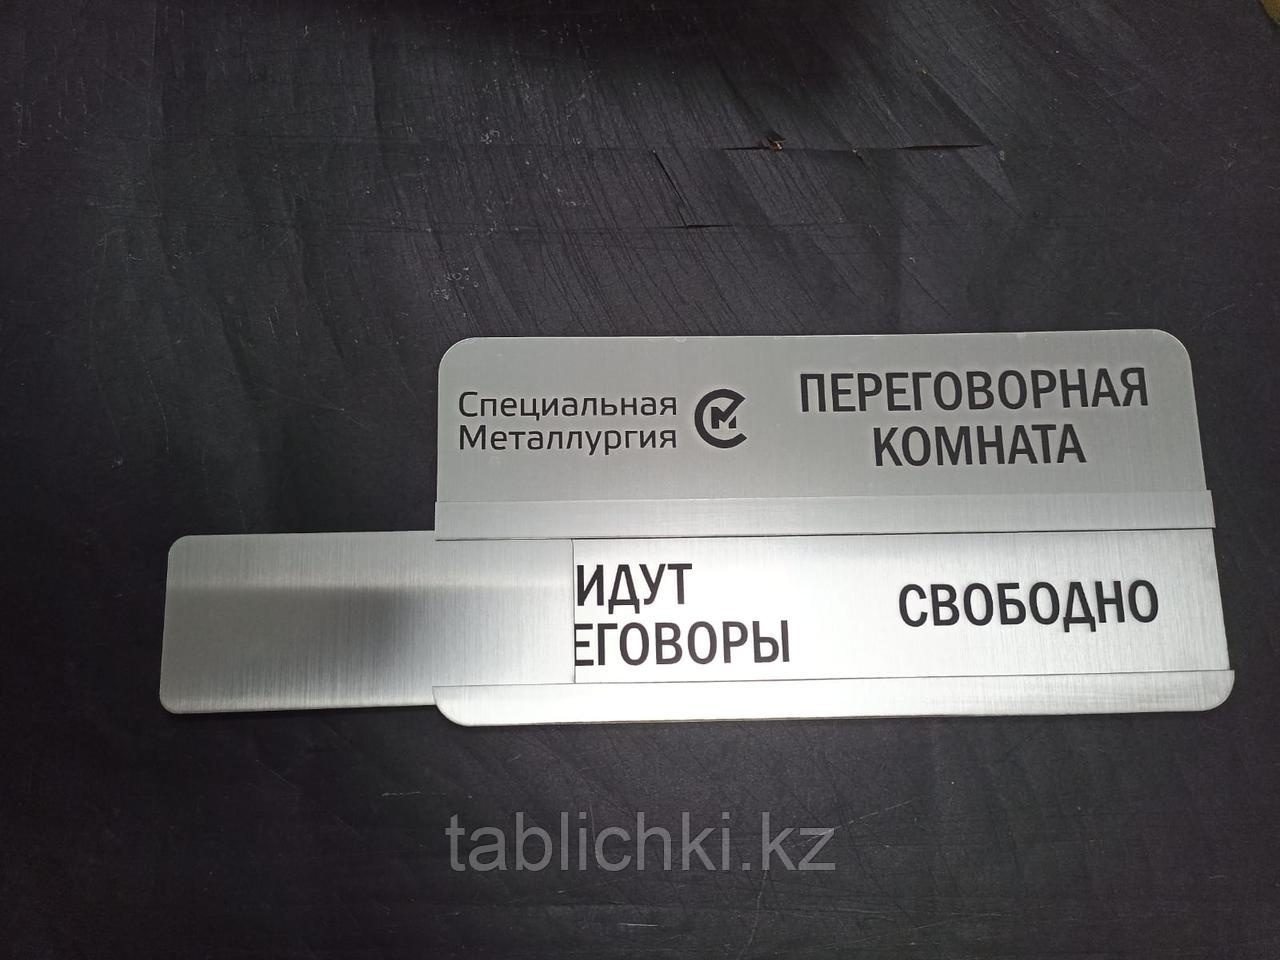 Специальная
Металлургия
ПЕРЕГОВОРНАЯ
КОМНАТА
ИДУТ
ЕГОВОРЫ
СВОБОДНО
tablichki.kz